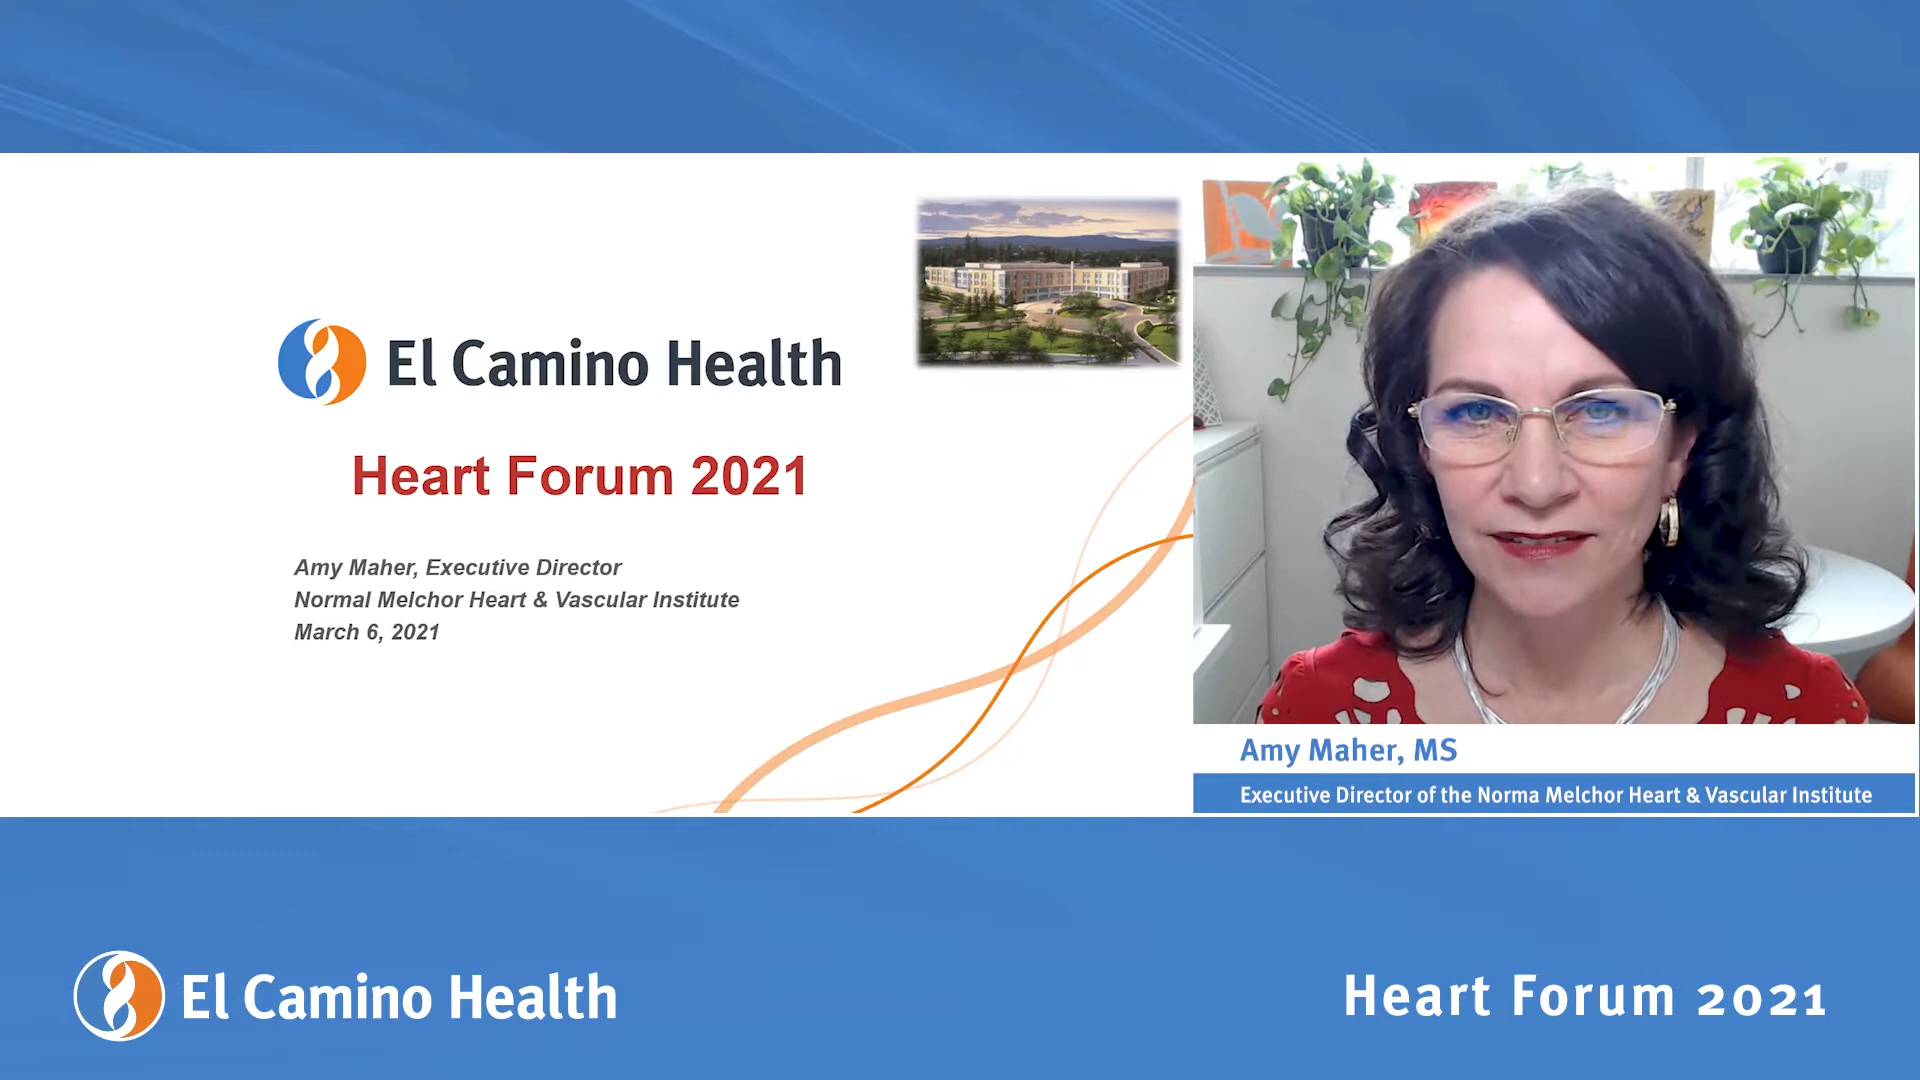 El Camino Health
Heart Forum 2021
Amy Maher, Executive Director
Normal Melchor Heart & Vascular Institute
March 6, 2021
Amy Maher, MS
Executive Director of the Norma Melchor Heart & Vascular Institute
El Camino Health
Heart Forum 2021